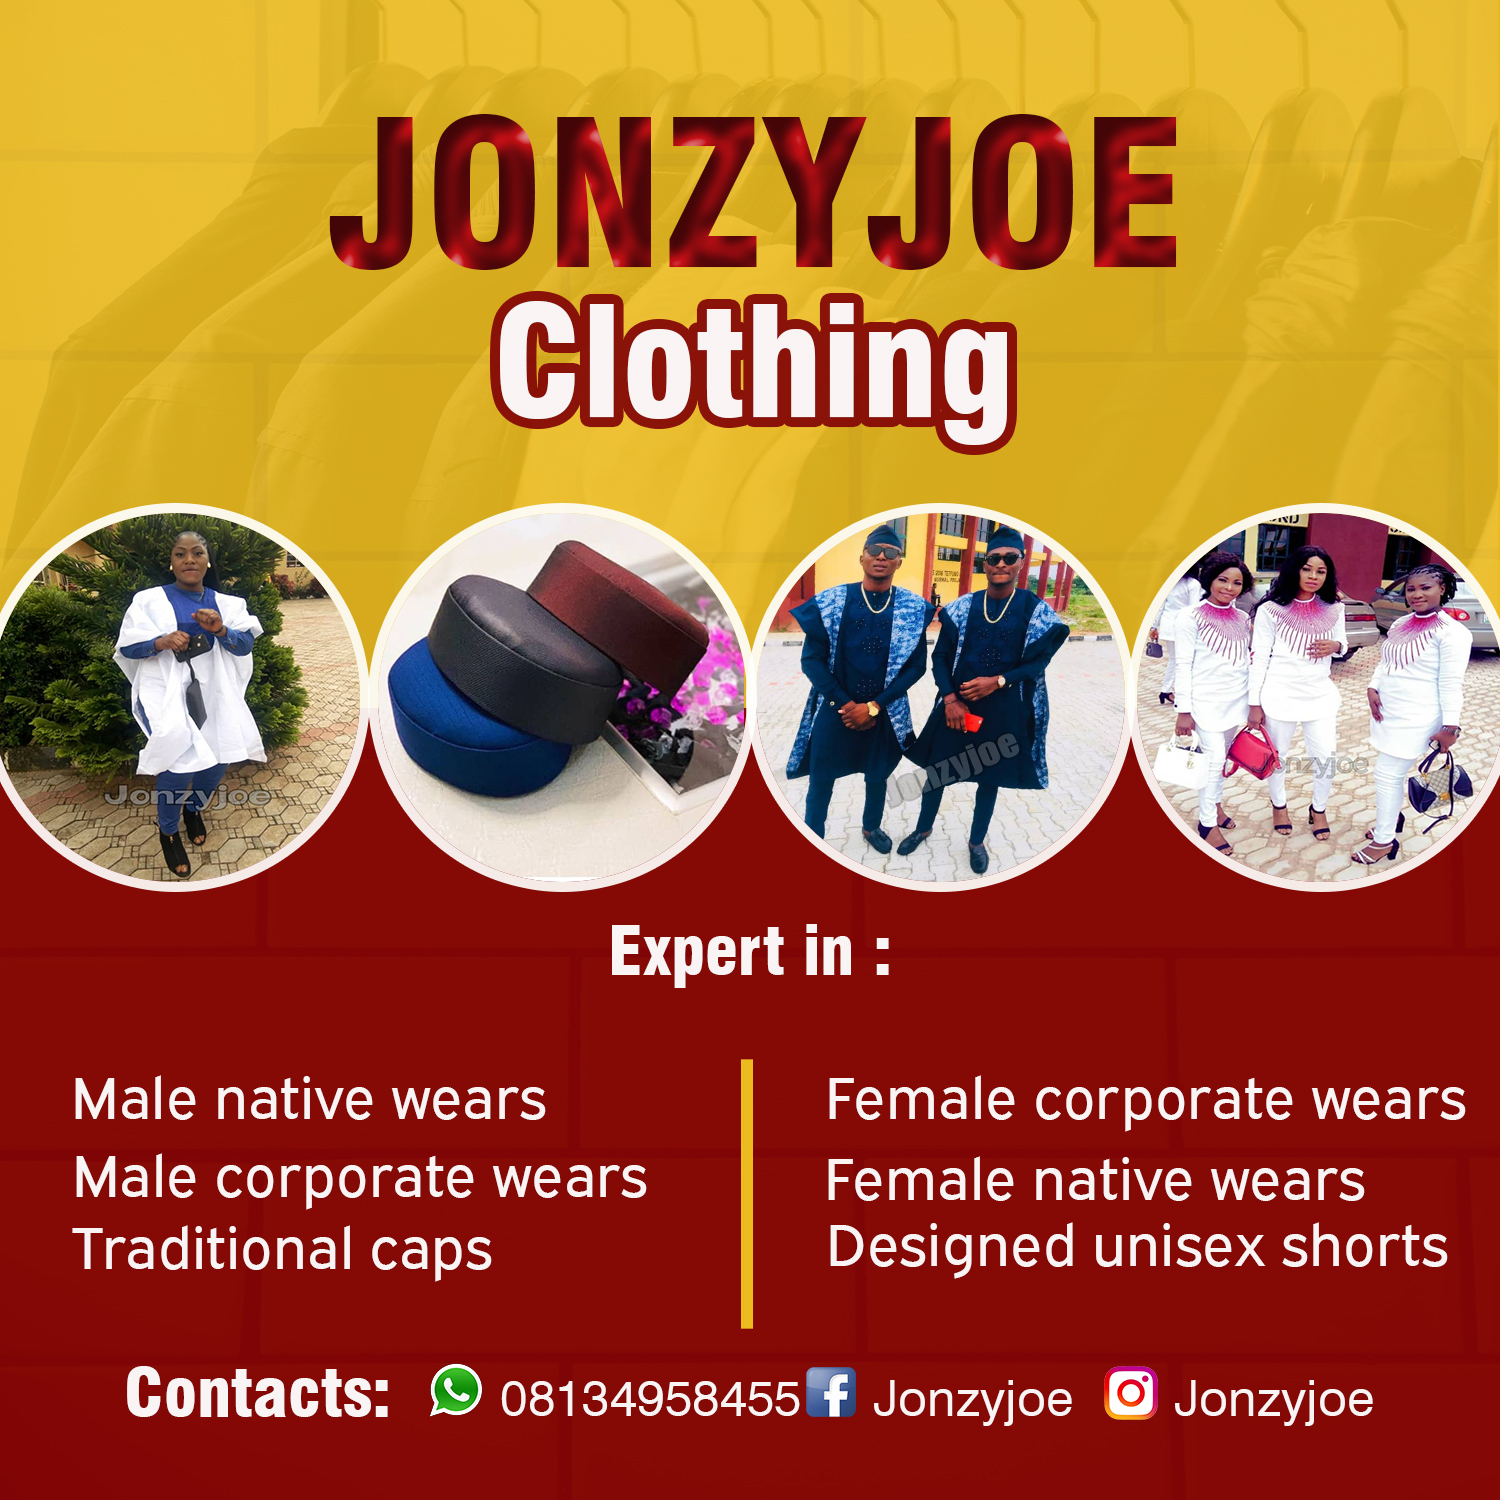 JONZYJOE
Clothing
Jonzyjoe
Jonzyjoe
Jonzyjoe
Expert in :
Male native wears
Male corporate wears
Traditional caps
Female corporate wears
Female native wears
Designed unisex shorts
Contacts: 08134958455 Jonzyjoe Jonzyjoe